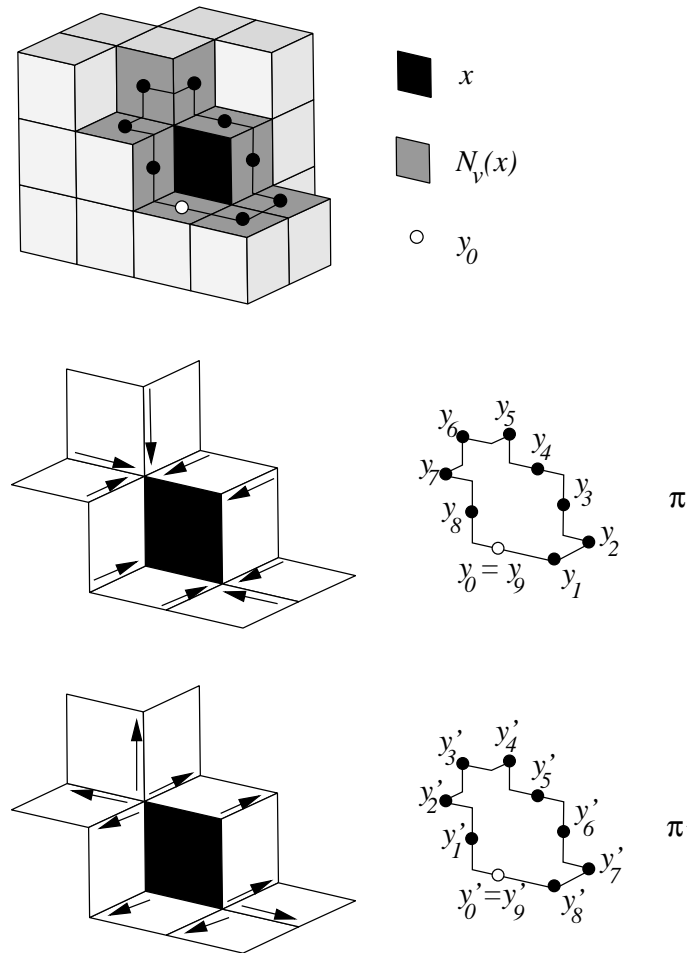 x
N_v(x)
y_0
y_6 y_5
y_4
y_7 y_3
y_8 π
y_2
y_0 = y_9 y_1
y'_3 y'_4
y'_5
y'_2
y'_1 y'_6 π
y'_7
y'_0=y'_9 y'_8